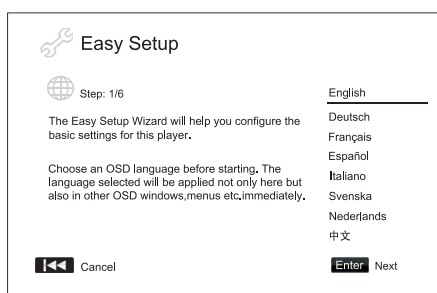 Easy Setup
Step: 1/6
The Easy Setup Wizard will help you configure the
basic settings for this player.
Choose an OSD language before starting. The
language selected will be applied not only here but
also in other OSD windows,menus etc.immediately.
English
Deutsch
Français
Español
Italiano
Svenska
Nederlands
中文
Cancel
Enter Next